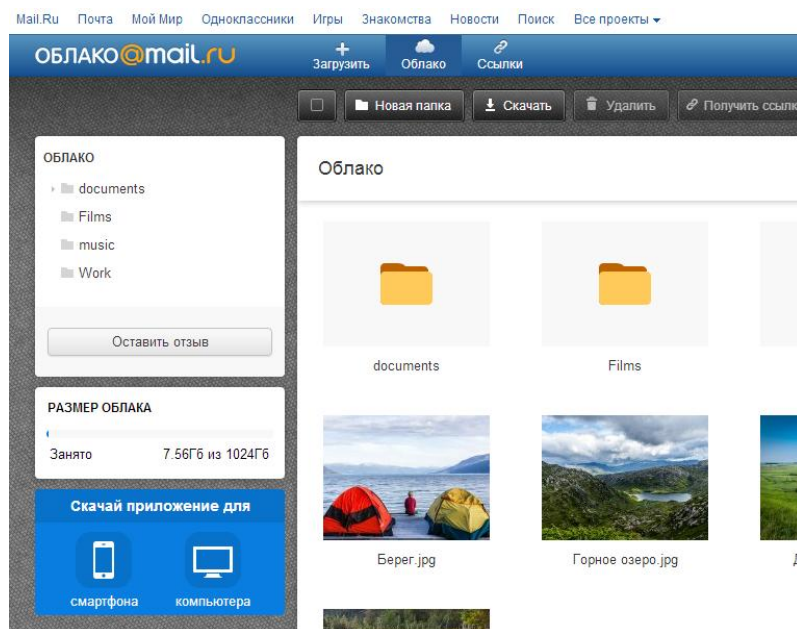 Mail.Ru Почта Мой Мир Одноклассники Игры Знакомства Новости Поиск Все проекты
ОБЛАКО@mail.ru
Загрузить Облако Ссылки
Новая папка Скачать Удалить Получить ссылк
ОБЛАКО
documents
Films
music
Work
Оставить отзыв
РАЗМЕР ОБЛАКА
Занято 7.56Гб из 1024Гб
Скачай приложение для
смартфона компьютера
Облако
documents Films
Берег.jpg Горное озеро.jpg